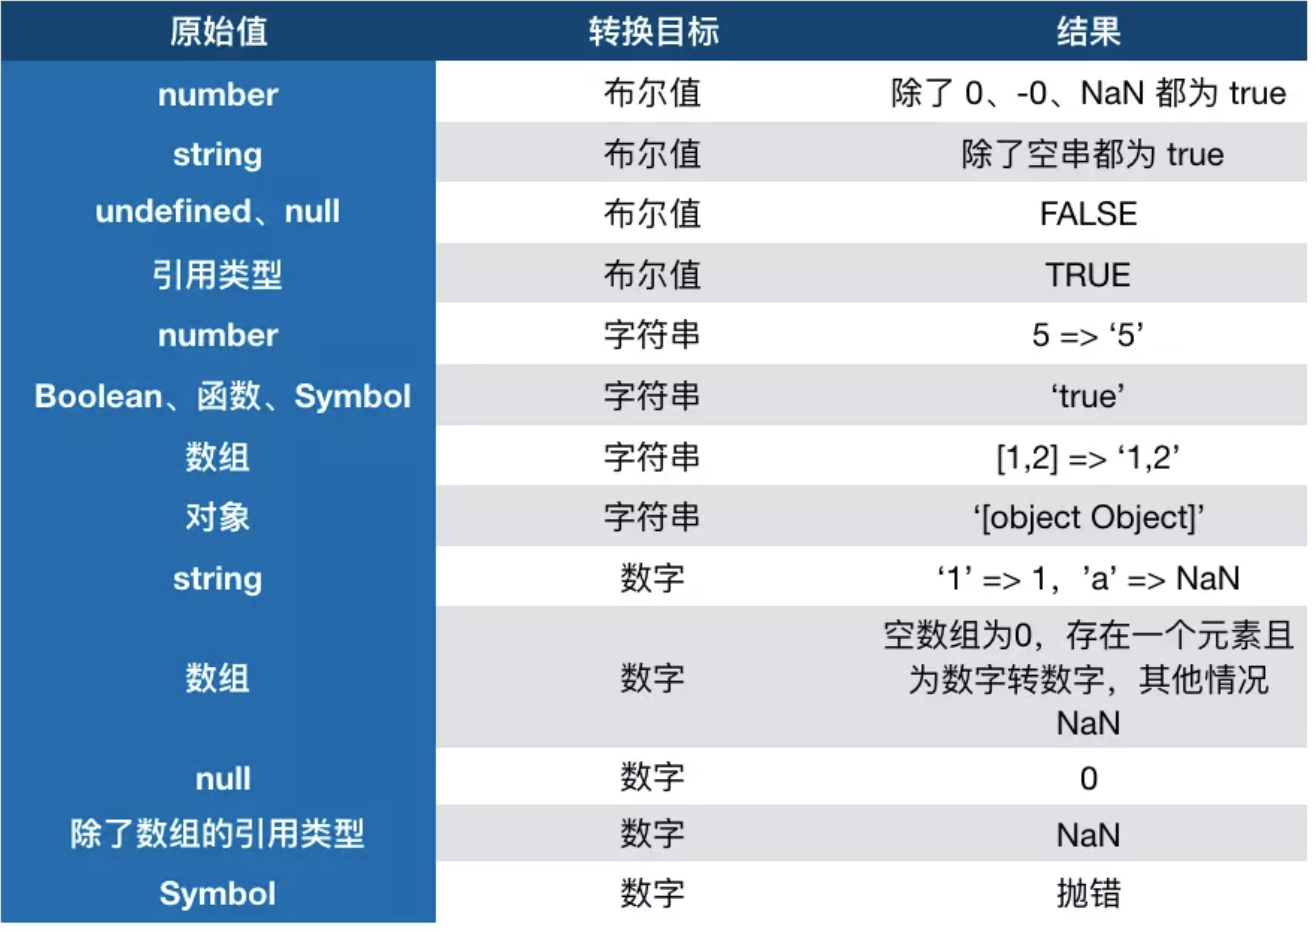 原始值 转换目标 结果
number 布尔值 除了 0、-0、NaN 都为 true
string 布尔值 除了空串都为 true
undefined、null 布尔值 FALSE
引用类型 布尔值 TRUE
number 字符串 5 => ‘5’
Boolean、函数、Symbol 字符串 ‘true’
数组 字符串 [1,2] => ‘1,2’
对象 字符串 ‘[object Object]’
string 数字 ‘1’ => 1，’a’ => NaN
数组 数字 空数组为0，存在一个元素且
为数字转数字，其他情况
NaN
null 数字 0
除了数组的引用类型 数字 NaN
Symbol 数字 抛错